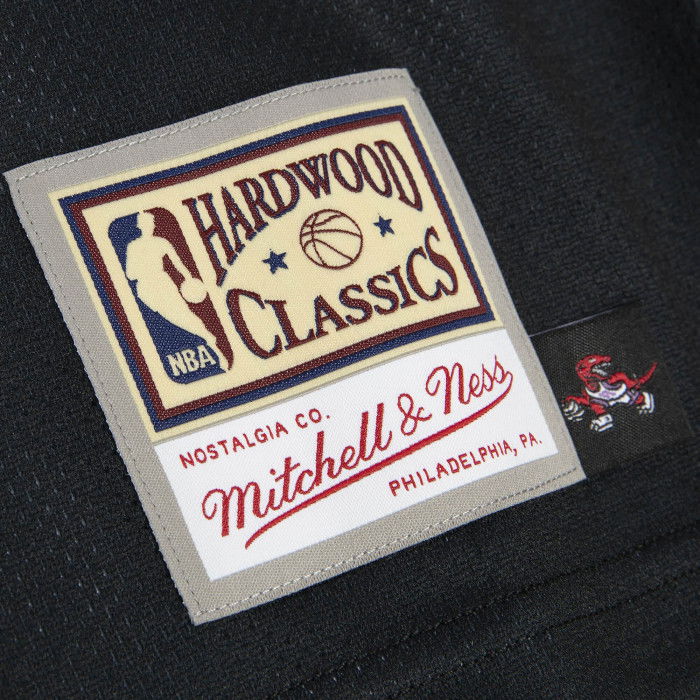 HARDWOOD
CLASSICS
NBA
NOSTALGIA CO.
Mitchell & Ness
PHILADELPHIA, PA.